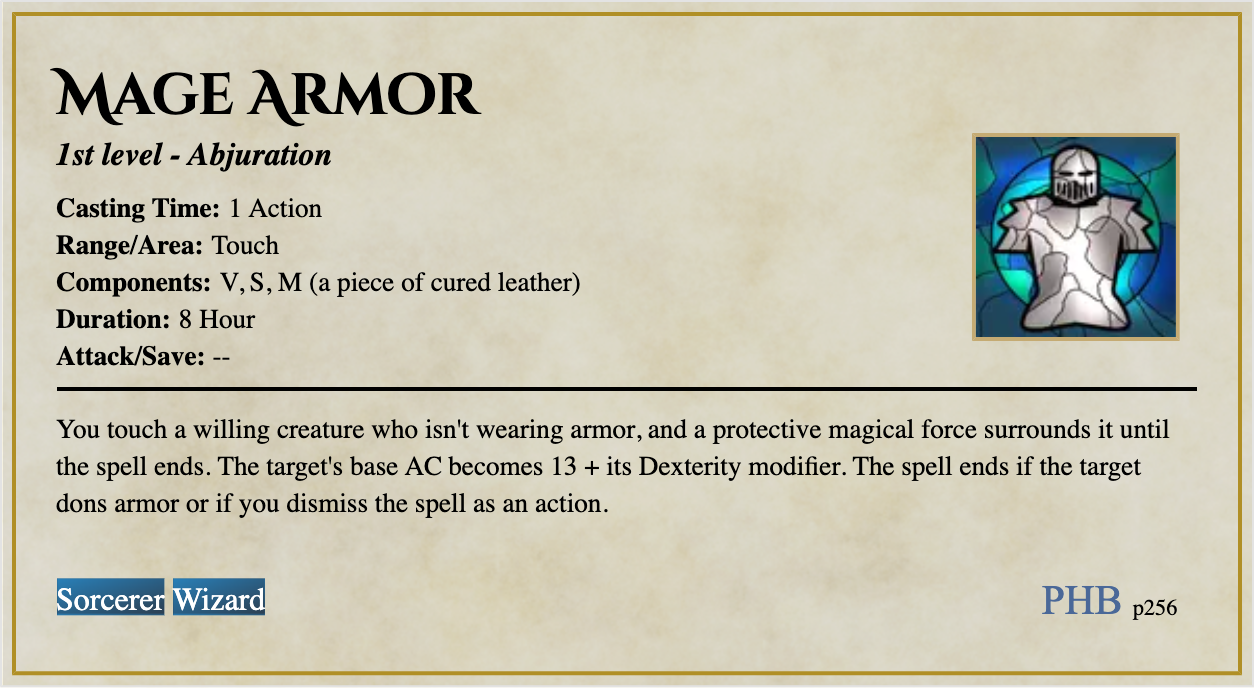 Mage Armor
1st level - Abjuration
Casting Time: 1 Action
Range/Area: Touch
Components: V, S, M (a piece of cured leather)
Duration: 8 Hour
Attack/Save: --
You touch a willing creature who isn't wearing armor, and a protective magical force surrounds it until
the spell ends. The target's base AC becomes 13 + its Dexterity modifier. The spell ends if the target
dons armor or if you dismiss the spell as an action.
Sorcerer Wizard
PHB p256